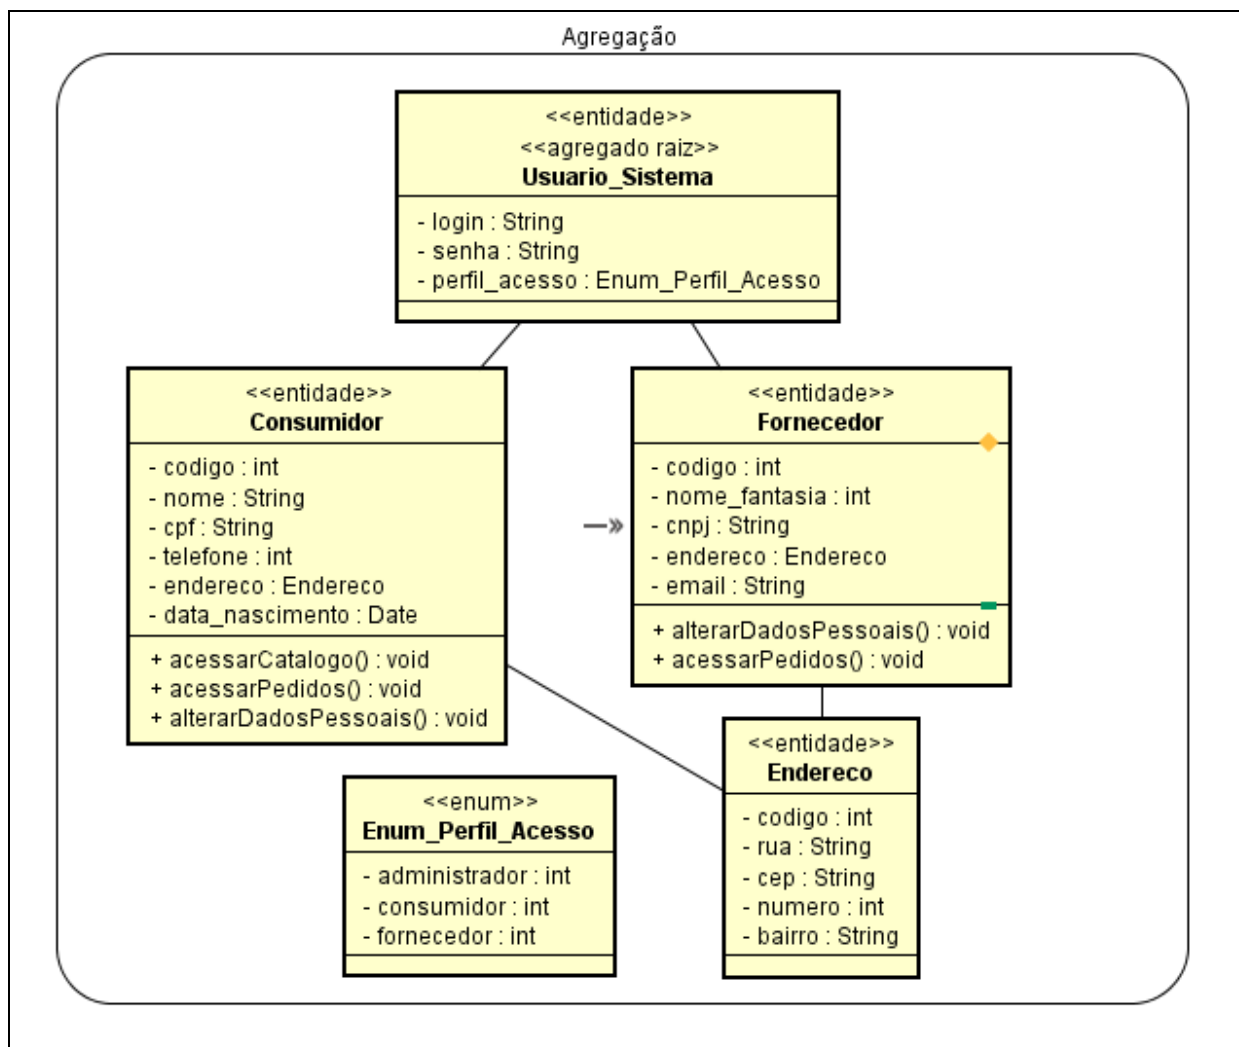 Agregação
<<entidade>>
<<agregado raiz>>
Usuario_Sistema
- login : String
- senha : String
- perfil_acesso : Enum_Perfil_Acesso
<<entidade>>
Consumidor
- codigo : int
- nome : String
- cpf : String
- telefone : int
- endereco : Endereco
- data_nascimento : Date
+ acessarCatalogo() : void
+ acessarPedidos() : void
+ alterarDadosPessoais() : void
<<entidade>>
Fornecedor
- codigo : int
- nome_fantasia : int
- cnpj : String
- endereco : Endereco
- email : String
+ alterarDadosPessoais() : void
+ acessarPedidos() : void
<<enum>>
Enum_Perfil_Acesso
- administrador : int
- consumidor : int
- fornecedor : int
<<entidade>>
Endereco
- codigo : int
- rua : String
- cep : String
- numero : int
- bairro : String